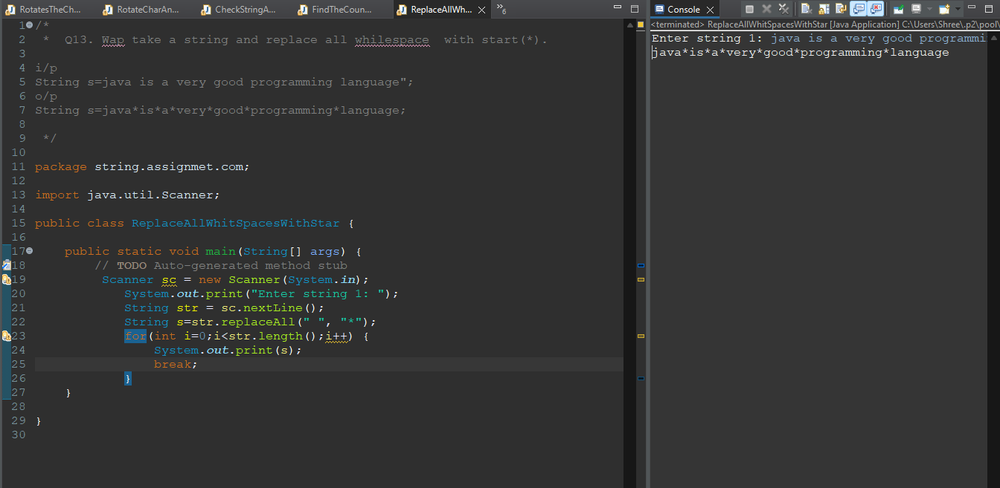 RotatesTheCh...
RotateCharAn...
CheckStringA...
FindTheCoun...
ReplaceAllWh...
6
Console
1 /*
2 * Q13. Wap take a string and replace all whilespace with start(*).
3
4 i/p
5 String s=java is a very good programming language";
6 o/p
7 String s=java*is*a*very*good*programming*language;
8
9 */
10
11 package string.assignmet.com;
12
13 import java.util.Scanner;
14
15 public class ReplaceAllWhitSpacesWithStar {
16
17 public static void main(String[] args) {
18 // TODO Auto-generated method stub
19 Scanner sc = new Scanner(System.in);
20 System.out.print("Enter string 1: ");
21 String str = sc.nextLine();
22 String s=str.replaceAll(" ", "*");
23 for(int i=0;i<str.length();i++) {
24 System.out.print(s);
25 break;
26 }
27 }
28
29 }
30
<terminated> ReplaceAllWhitSpacesWithStar [Java Application] C:\Users\Shree\.p2\pool\
Enter string 1: java is a very good programmi
java*is*a*very*good*programming*language